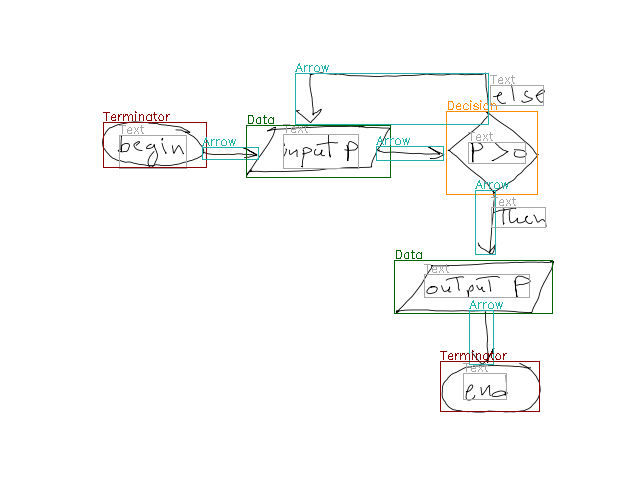 Arrow
Text
else
Decision
Terminator
Text
begin
Arrow
Data
Text
input P
Arrow
Text
P > 0
Arrow
Text
then
Data
Text
output P
Arrow
Terminator
Text
end